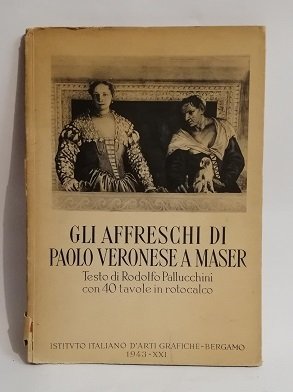 GLI AFFRESCHI DI
PAOLO VERONESE A MASER
Testo di Rodolfo Pallucchini
con 40 tavole in rotocalco
ISTITVTO ITALIANO D'ARTI GRAFICHE-BERGAMO
1943-XXI